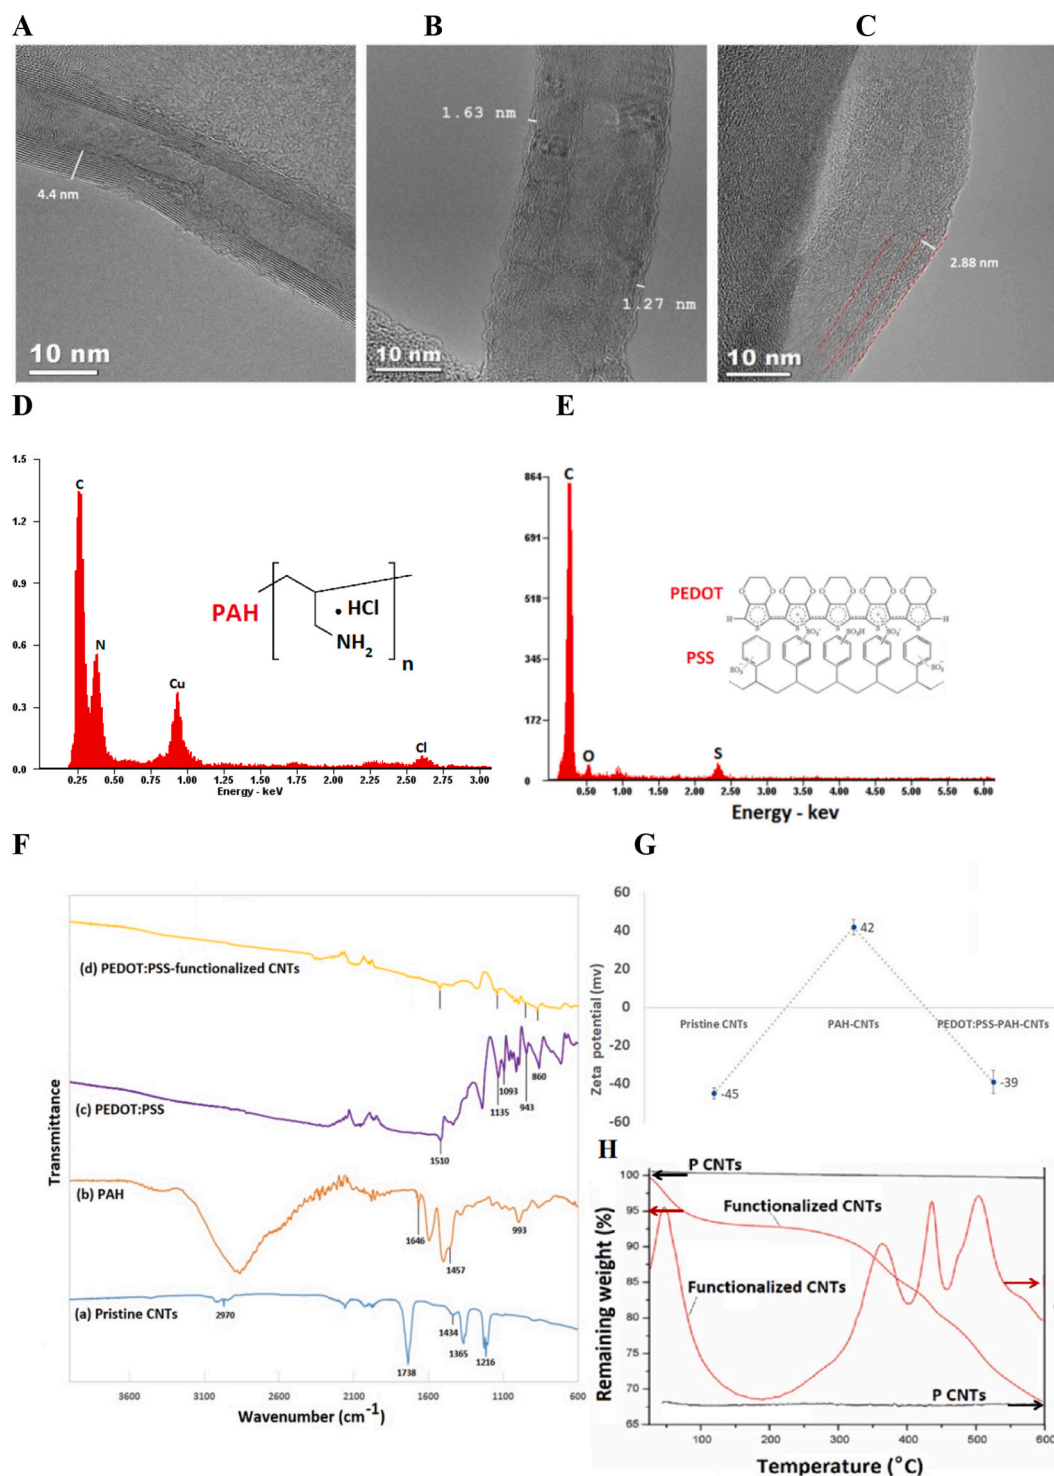 A
B
C
4.4 nm
10 nm
1.63 nm
1.27 nm
10 nm
2.88 nm
10 nm
D
E
1.5
1.2
0.9
0.6
0.3
0.0
C
N
Cu
Cl
PAH
• HCl
NH2
n
0.25 0.50 0.75 1.00 1.25 1.50 1.75 2.00 2.25 2.50 2.75 3.00
Energy - keV
864
691
518
345
172
C
O
S
PEDOT
PSS
H
H
O O O O O O O O O O
S S S S S
SO3- SO3- SO3H SO3- SO3-
0.50 1.00 1.50 2.00 2.50 3.00 3.50 4.00 4.50 5.00 5.50 6.00
Energy - kev
F
G
Transmittance
(d) PEDOT:PSS-functionalized CNTs
(c) PEDOT:PSS
1510
1135
1093
943
860
(b) PAH
1646
1457
993
(a) Pristine CNTs
2970
1738
1434
1365
1216
3600 3100 2600 2100 1600 1100 600
Wavenumber (cm-1)
Zeta potential (mv)
60
40
20
0
-20
-40
-60
42
Pristine CNTs
PAH-CNTs
PEDOT:PSS-PAH-CNTs
-45
-39
H
Remaining weight (%)
100
95
90
85
80
75
70
65
P CNTs
Functionalized CNTs
Functionalized CNTs
P CNTs
100 200 300 400 500 600
Temperature (°C)